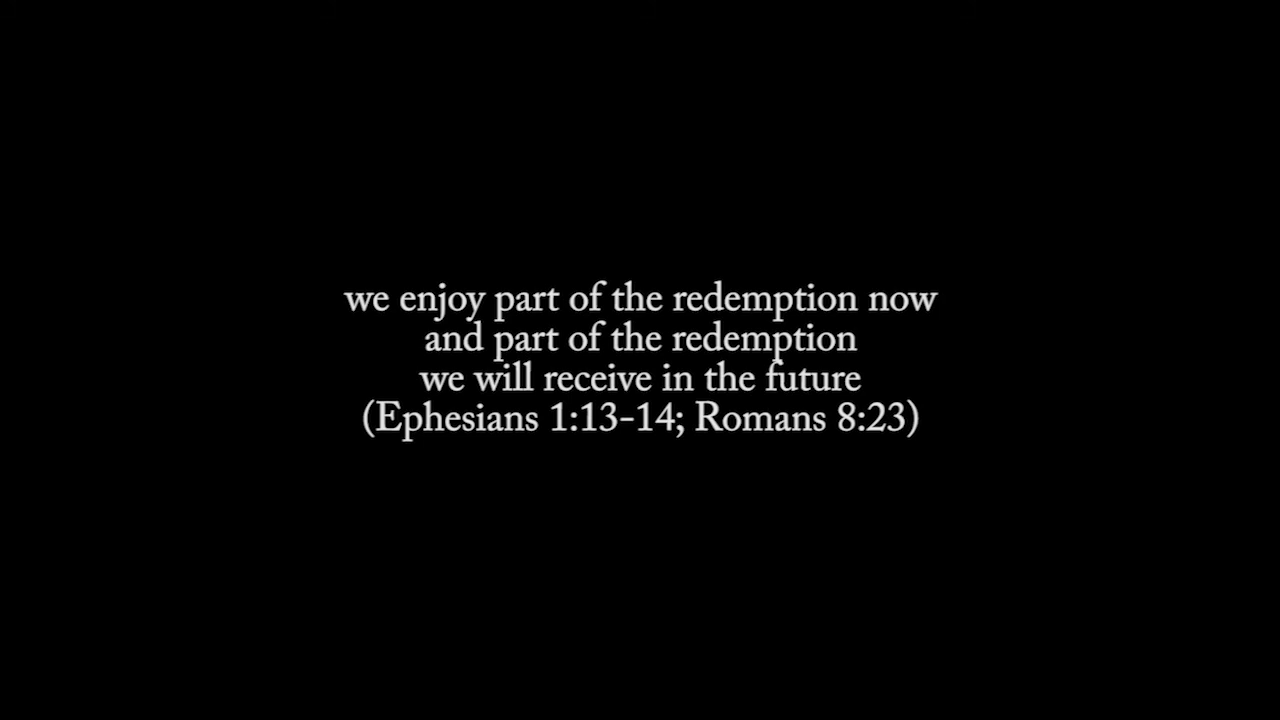 we enjoy part of the redemption now
and part of the redemption
we will receive in the future
(Ephesians 1:13-14; Romans 8:23)